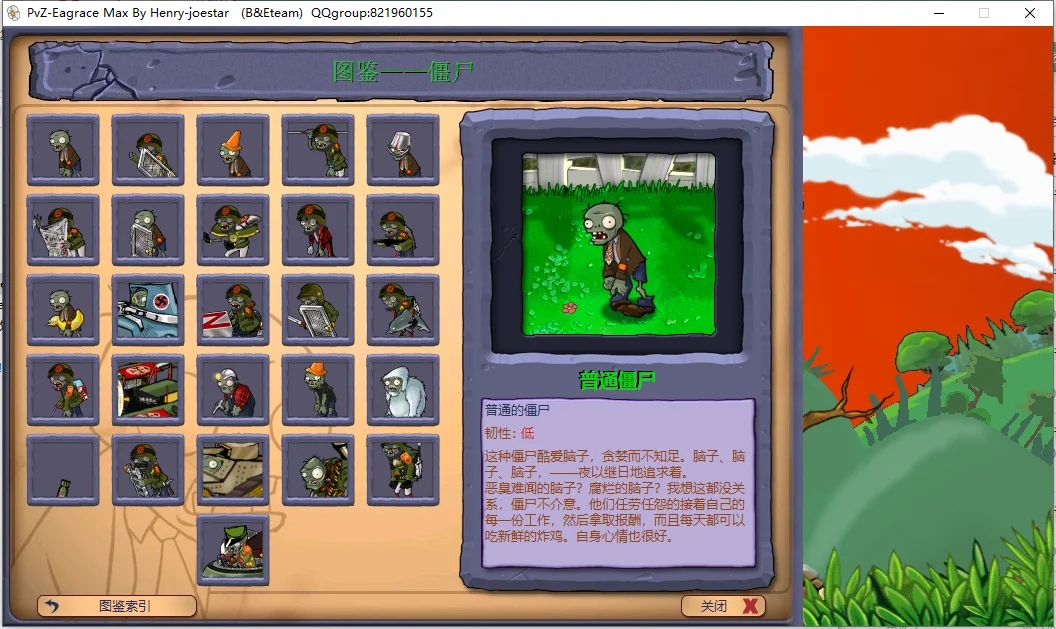 PvZ-Eagrace Max By Henry-joestar (B&Eteam) QQgroup:821960155
图鉴——僵尸
普通僵尸
普通的僵尸
韧性：低
这种僵尸酷爱脑子，贪婪而不知足。脑子、脑
子、脑子，——夜以继日地追求着。
恶臭难闻的脑子？腐烂的脑子？我想这都没关
系，僵尸不介意。他们任劳任怨的接着自己的
每一份工作，然后拿取报酬，而且每天都可以
吃新鲜的炸鸡。自身心情也很好。
图鉴索引
关闭